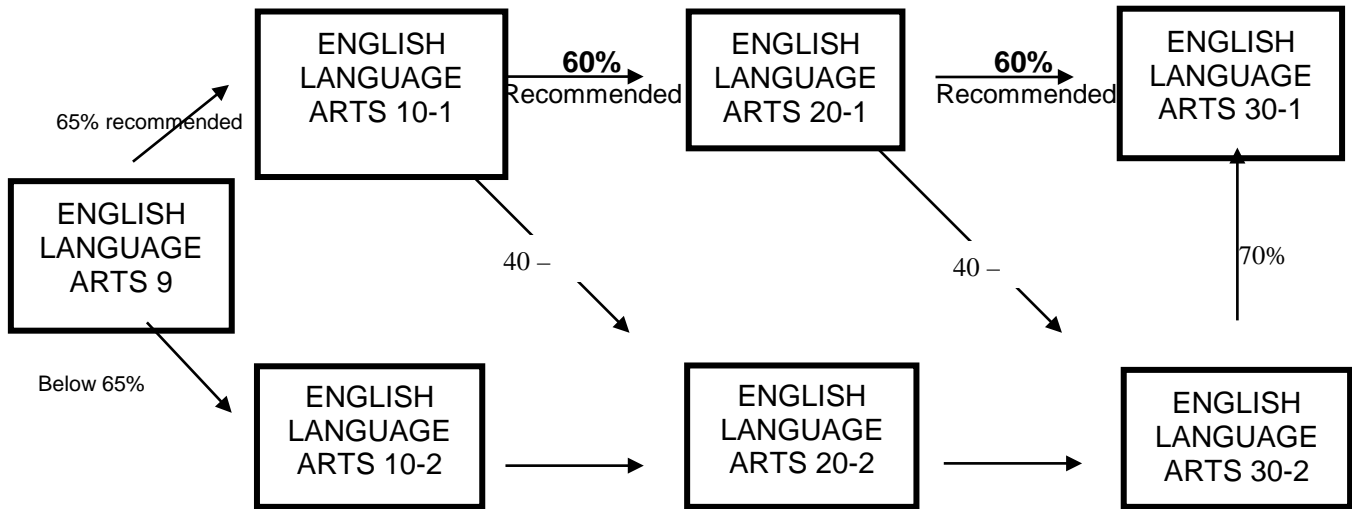 ENGLISH
LANGUAGE
ARTS 10-1
60%
Recommended
ENGLISH
LANGUAGE
ARTS 20-1
60%
Recommended
ENGLISH
LANGUAGE
ARTS 30-1
65% recommended
ENGLISH
LANGUAGE
ARTS 9
40 –
40 –
70%
Below 65%
ENGLISH
LANGUAGE
ARTS 10-2
ENGLISH
LANGUAGE
ARTS 20-2
ENGLISH
LANGUAGE
ARTS 30-2